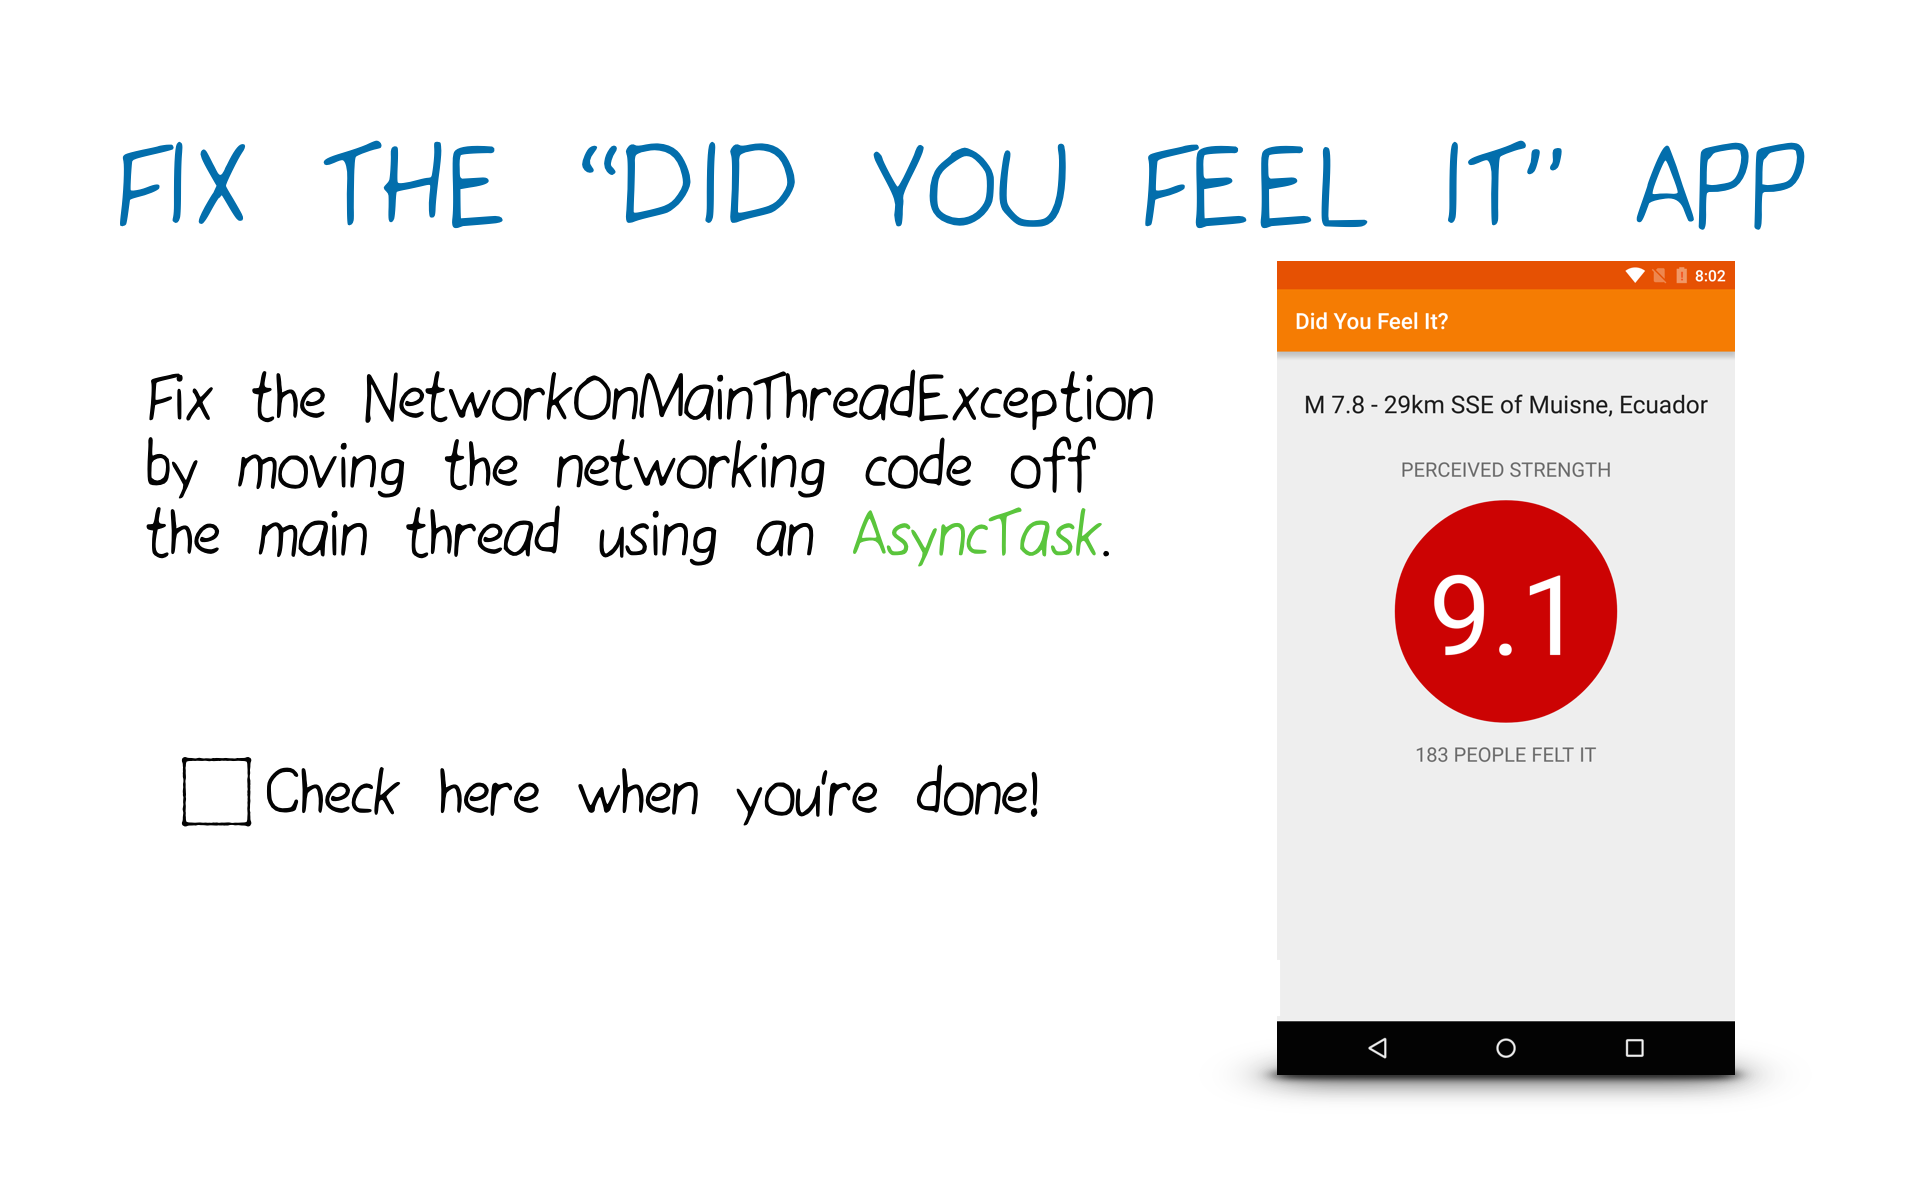 FIX THE “DID YOU FEEL IT” APP
Fix the NetworkOnMainThreadException
by moving the networking code off
the main thread using an AsyncTask.
Check here when you're done!
8:02
Did You Feel It?
M 7.8 - 29km SSE of Muisne, Ecuador
PERCEIVED STRENGTH
9.1
183 PEOPLE FELT IT